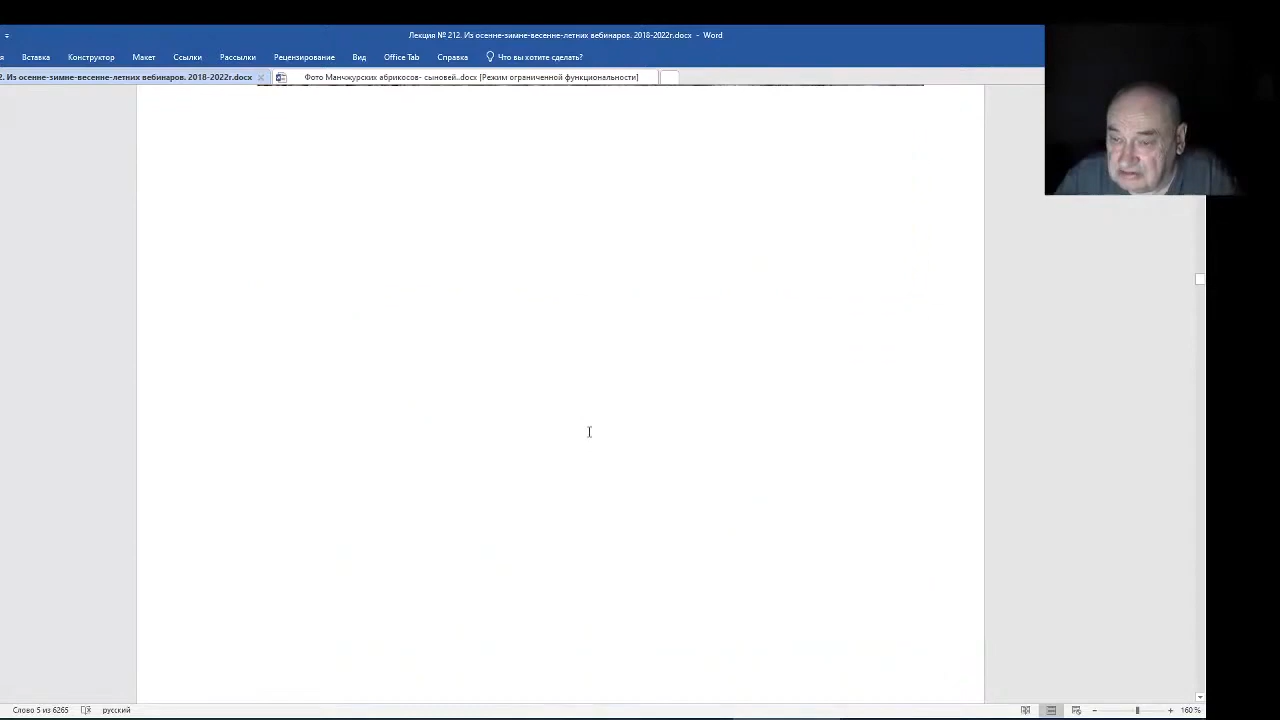 Лекция № 212. Из осенне-зимне-весенне-летних вебинаров. 2018-2022г.docx - Word
Вставка Конструктор Макет Ссылки Рассылки Рецензирование Вид Office Tab Справка Что вы хотите сделать?
2. Из осенне-зимне-весенне-летних вебинаров. 2018-2022г.docx Фото Манчжурских абрикосов- сыновей..docx [Режим ограниченной функциональности]
Слово 5 из 6265 русский 160%